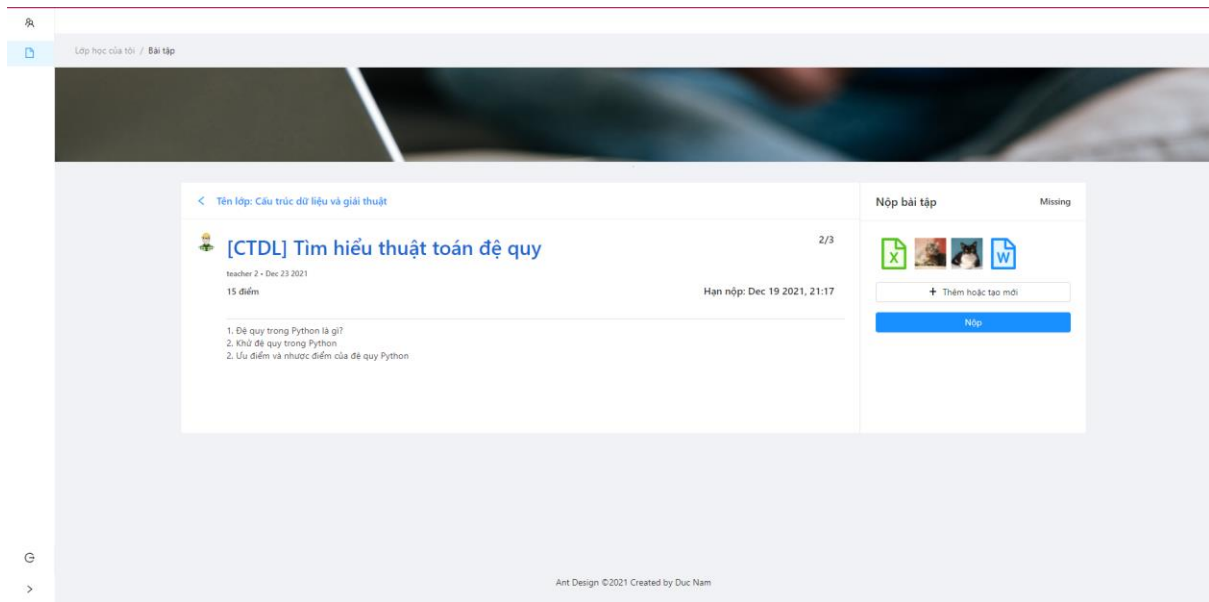 Lớp học của tôi / Bài tập
Tên lớp: Cấu trúc dữ liệu và giải thuật
[CTDL] Tìm hiểu thuật toán đệ quy
2/3
teacher 2 - Dec 23 2021
15 điểm
Hạn nộp: Dec 19 2021, 21:17
1. Đệ quy trong Python là gì?
2. Khử đệ quy trong Python
2. Ưu điểm và nhược điểm của đệ quy Python
Nộp bài tập
Missing
X
W
+ Thêm hoặc tạo mới
Nộp
Ant Design ©2021 Created by Duc Nam